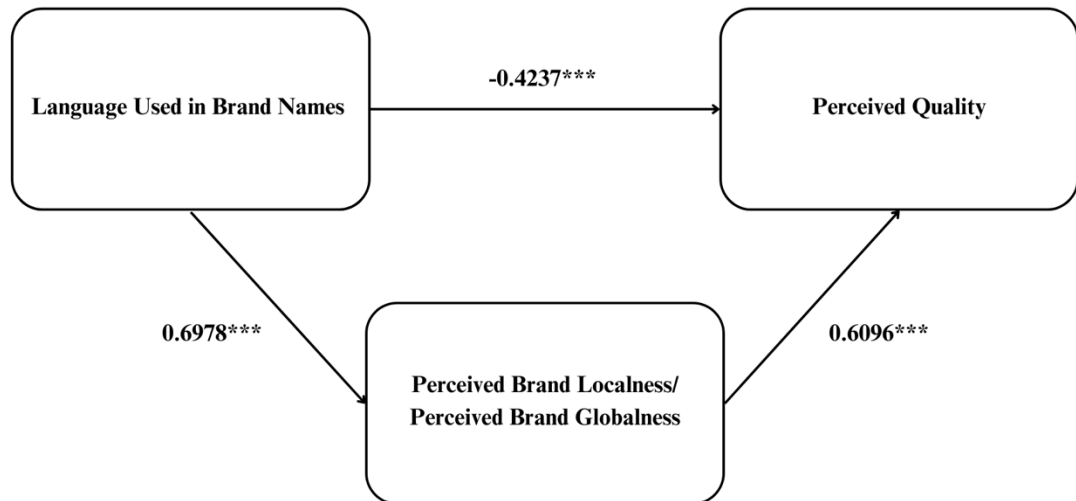 -0.4237***
Language Used in Brand Names
Perceived Quality
0.6978***
0.6096***
Perceived Brand Localness/
Perceived Brand Globalness